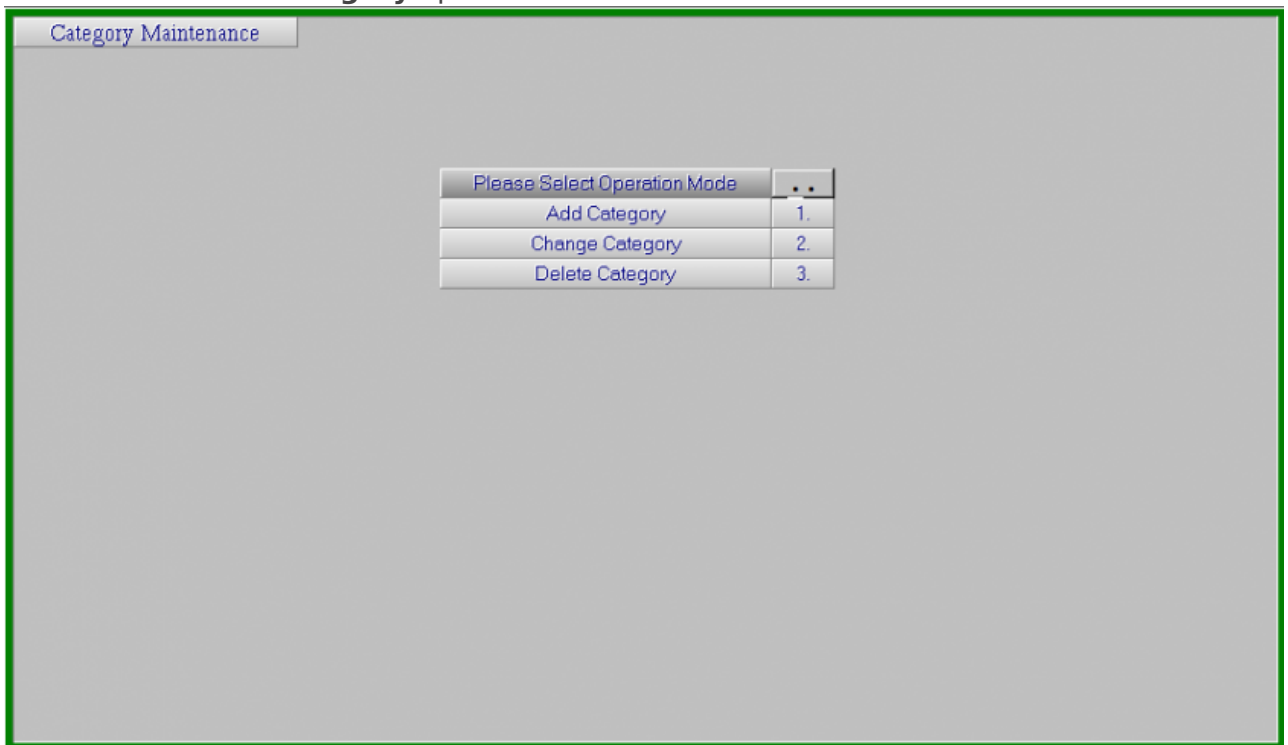 Category Maintenance
Please Select Operation Mode ..
Add Category 1.
Change Category 2.
Delete Category 3.